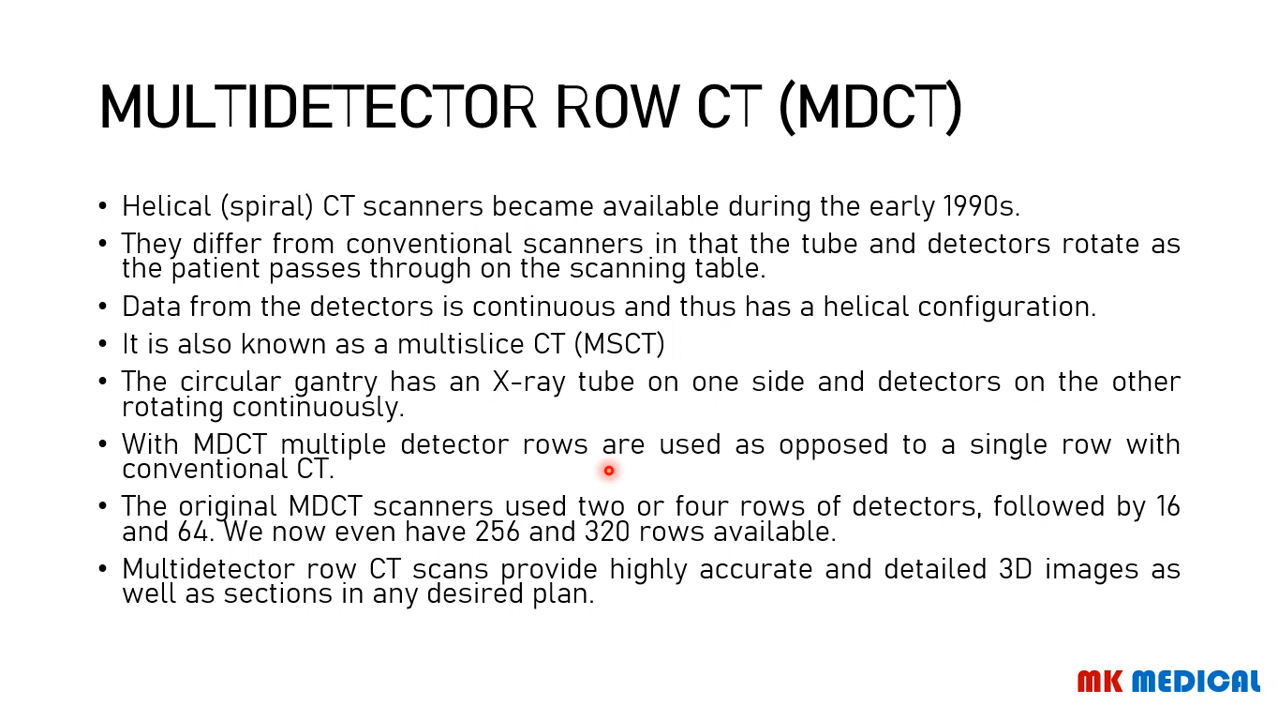 MULTIDETECTOR ROW CT (MDCT)
• Helical (spiral) CT scanners became available during the early 1990s.
• They differ from conventional scanners in that the tube and detectors rotate as
the patient passes through on the scanning table.
• Data from the detectors is continuous and thus has a helical configuration.
• It is also known as a multislice CT (MSCT)
• The circular gantry has an X-ray tube on one side and detectors on the other
rotating continuously.
• With MDCT multiple detector rows are used as opposed to a single row with
conventional CT.
• The original MDCT scanners used two or four rows of detectors, followed by 16
and 64. We now even have 256 and 320 rows available.
• Multidetector row CT scans provide highly accurate and detailed 3D images as
well as sections in any desired plan.
MK MEDICAL